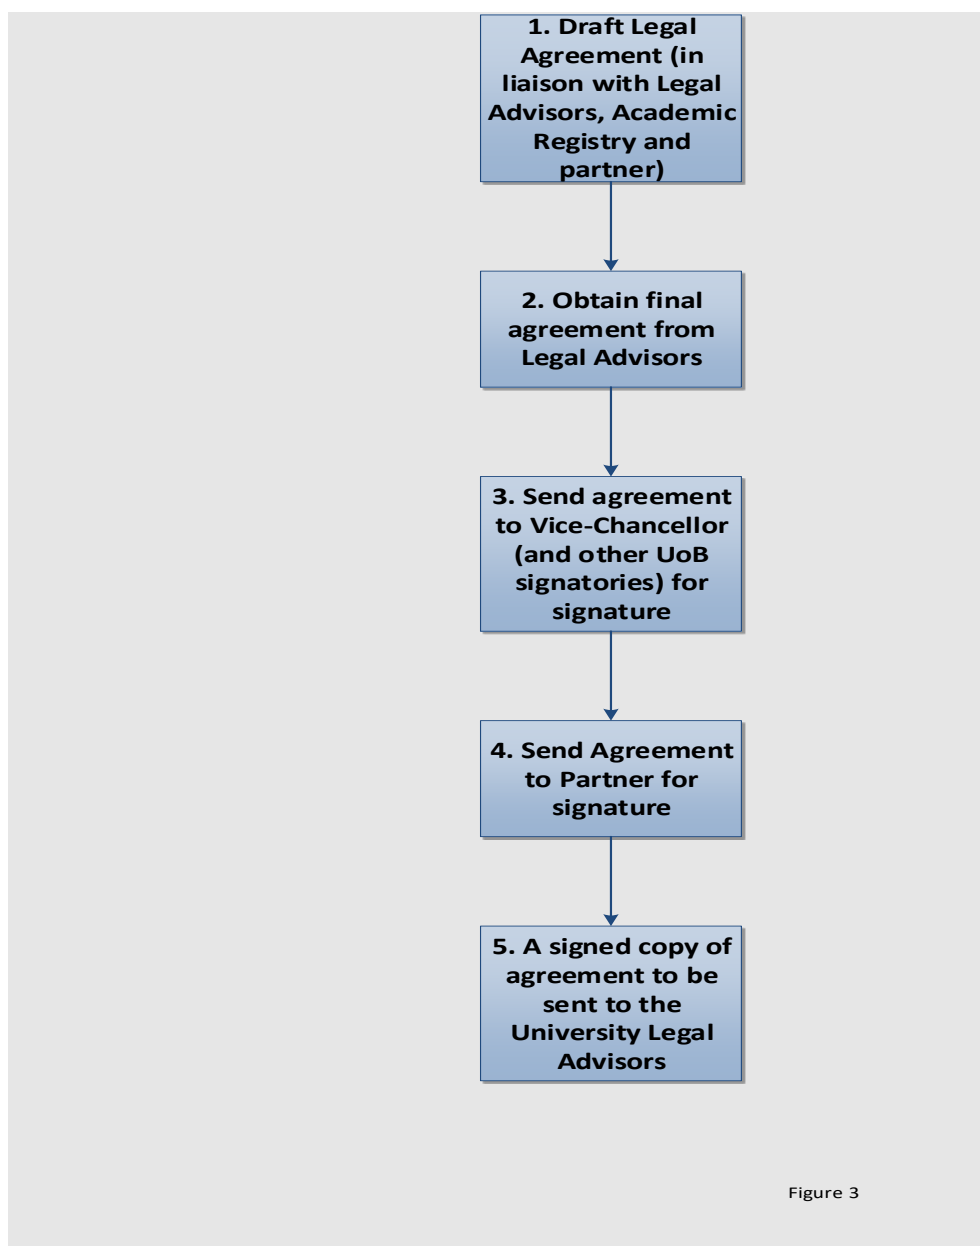 1. Draft Legal
Agreement (in
liaison with Legal
Advisors, Academic
Registry and
partner)
2. Obtain final
agreement from
Legal Advisors
3. Send agreement
to Vice-Chancellor
(and other UoB
signatories) for
signature
4. Send Agreement
to Partner for
signature
5. A signed copy of
agreement to be
sent to the
University Legal
Advisors
Figure 3